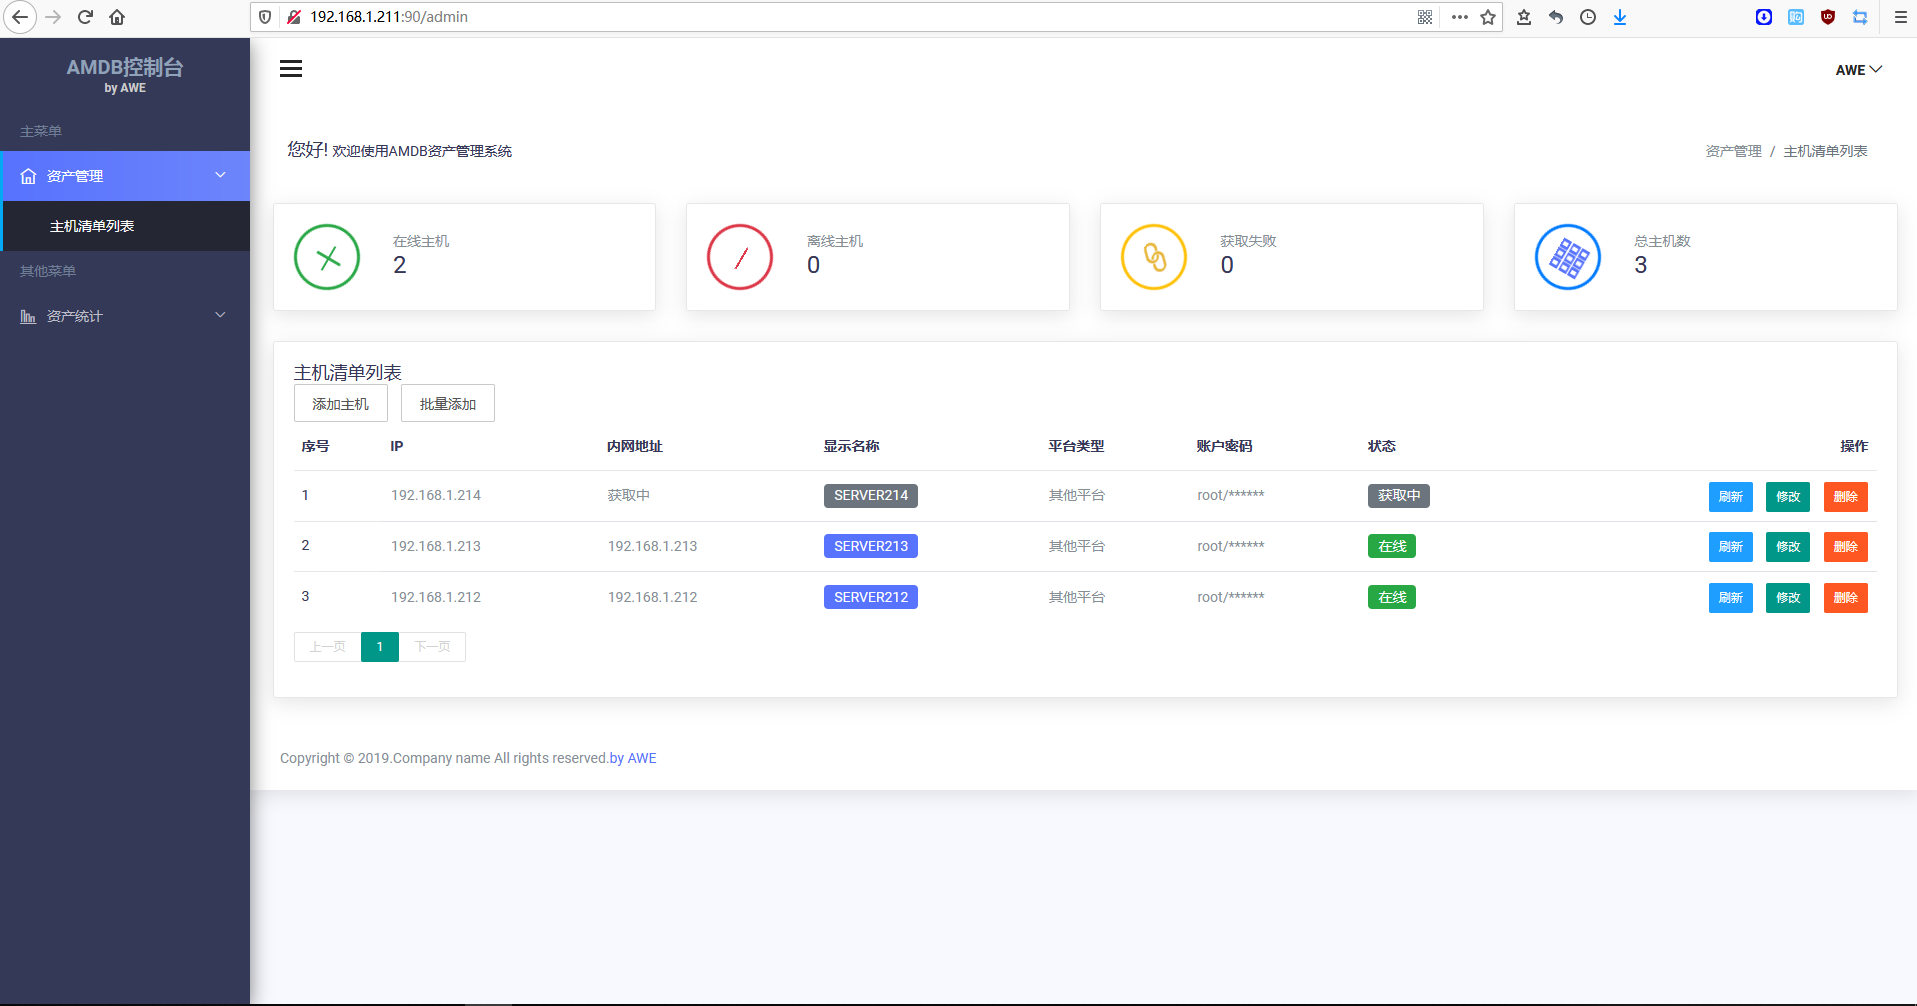 192.168.1.211:90/admin
AMDB控制台
by AWE
主菜单
资产管理
主机清单列表
其他菜单
资产统计
AWE
您好! 欢迎使用AMDB资产管理系统
资产管理 / 主机清单列表
在线主机
2
离线主机
0
获取失败
0
总主机数
3
主机清单列表
添加主机 批量添加
序号 IP 内网地址 显示名称 平台类型 账户密码 状态 操作
1 192.168.1.214 获取中 SERVER214 其他平台 root/****** 获取中 刷新 修改 删除
2 192.168.1.213 192.168.1.213 SERVER213 其他平台 root/****** 在线 刷新 修改 删除
3 192.168.1.212 192.168.1.212 SERVER212 其他平台 root/****** 在线 刷新 修改 删除
上一页 1 下一页
Copyright © 2019.Company name All rights reserved.by AWE